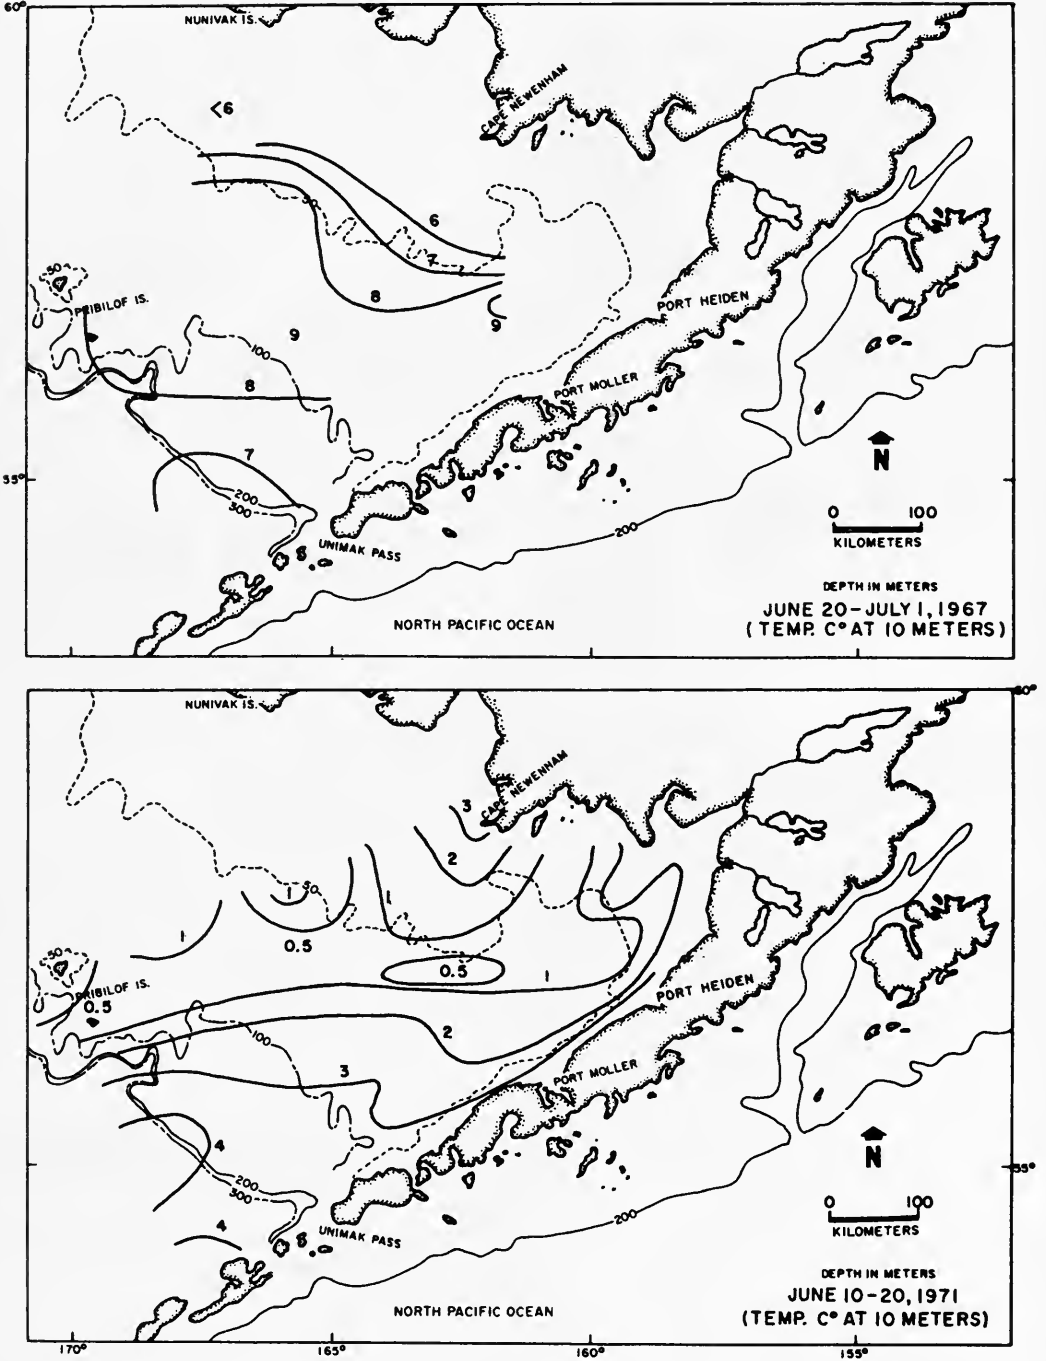 60°
NUNIVAK IS.
<6
CAPE NEWENHAM
50
6
7
8
50
PRIBILOF IS.
9
9
100
PORT HEIDEN
8
PORT MOLLER
7
N
55°
200
300
0 100
KILOMETERS
200
UNIMAK PASS
DEPTH IN METERS
JUNE 20-JULY 1, 1967
(TEMP. C° AT 10 METERS)
NORTH PACIFIC OCEAN
60°
NUNIVAK IS.
CAPE NEWENHAM
3
2
1
50
1
1
0.5
50
0.5
1
PRIBILOF IS.
0.5
PORT HEIDEN
100
2
3
PORT MOLLER
4
N
55°
200
300
0 100
KILOMETERS
200
4
UNIMAK PASS
DEPTH IN METERS
JUNE 10-20, 1971
(TEMP. C° AT 10 METERS)
NORTH PACIFIC OCEAN
170° 165° 160° 155°